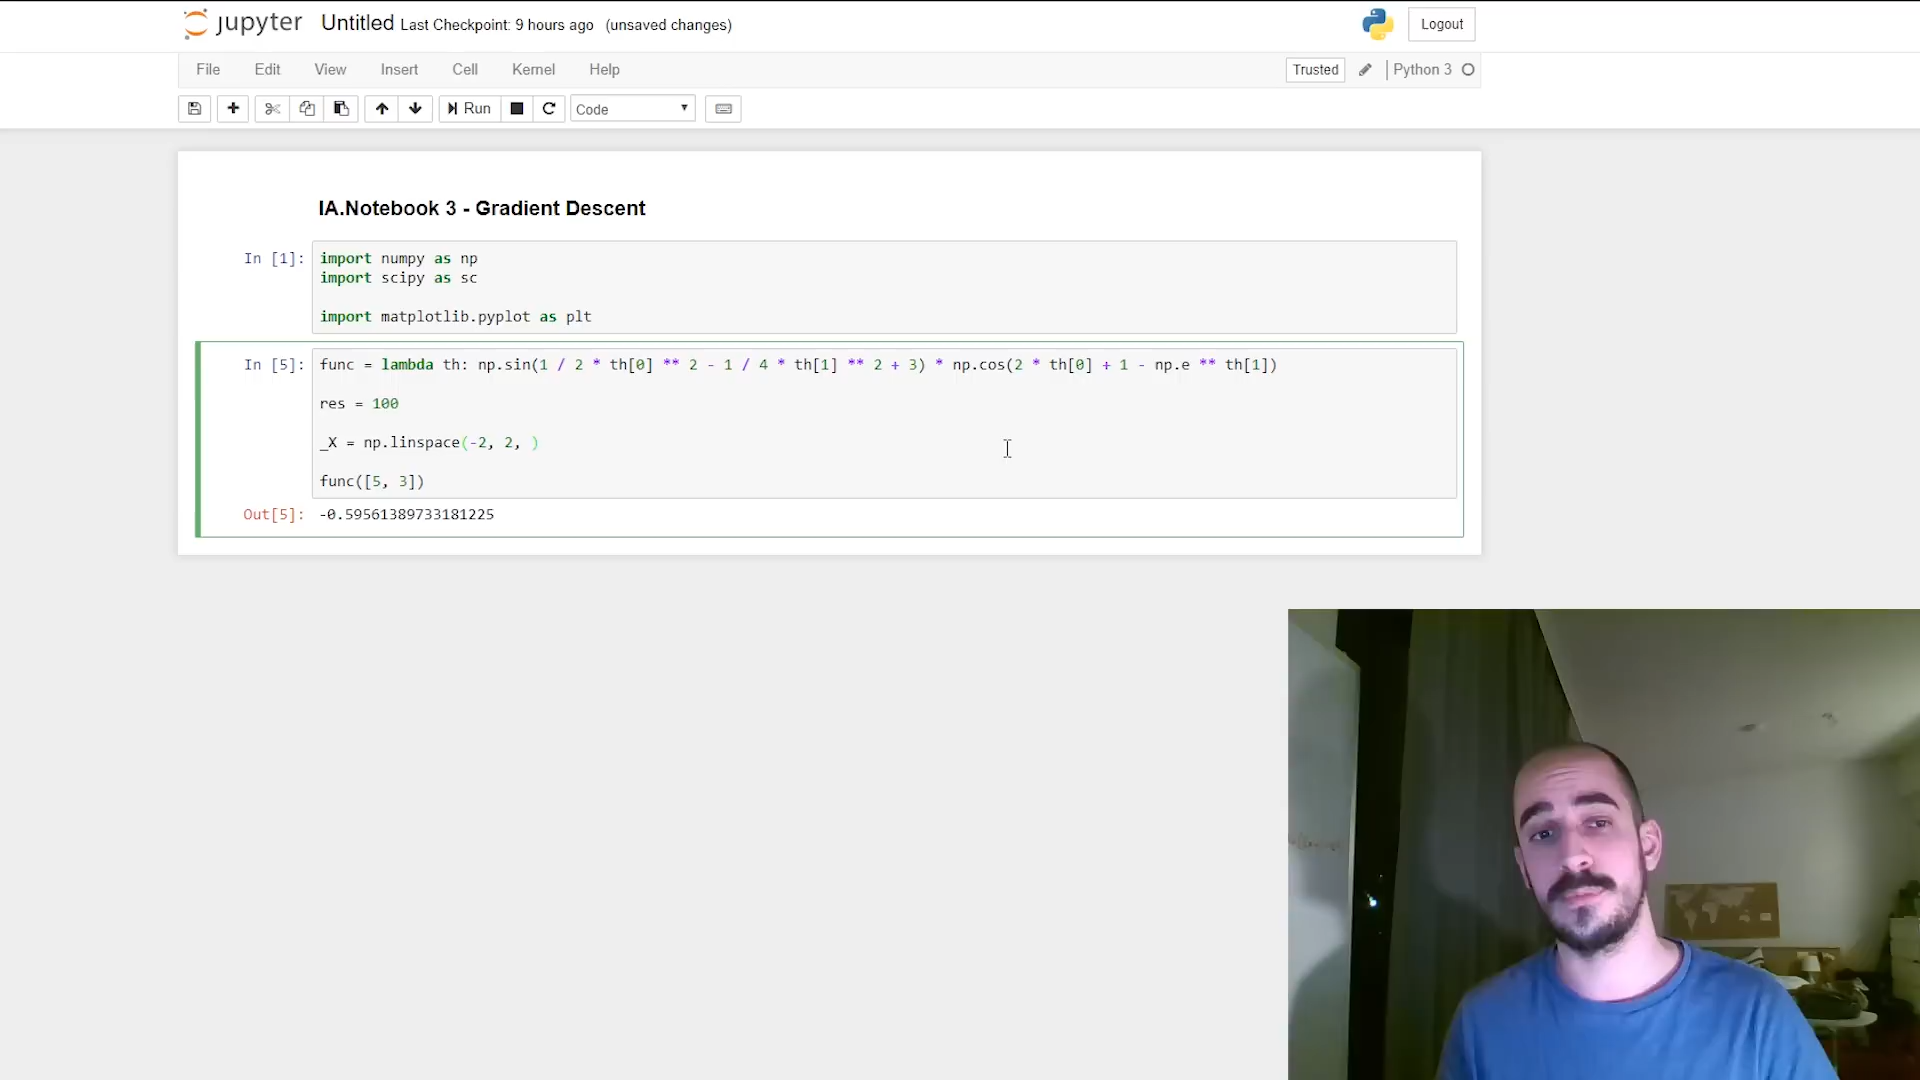 jupyter Untitled Last Checkpoint: 9 hours ago (unsaved changes) Logout
File Edit View Insert Cell Kernel Help Trusted Python 3
Run Code
IA.Notebook 3 - Gradient Descent
In [1]: import numpy as np
import scipy as sc
import matplotlib.pyplot as plt
In [5]: func = lambda th: np.sin(1 / 2 * th[0] ** 2 - 1 / 4 * th[1] ** 2 + 3) * np.cos(2 * th[0] + 1 - np.e ** th[1])
res = 100
_X = np.linspace(-2, 2, )
func([5, 3])
Out[5]: -0.59561389733181225